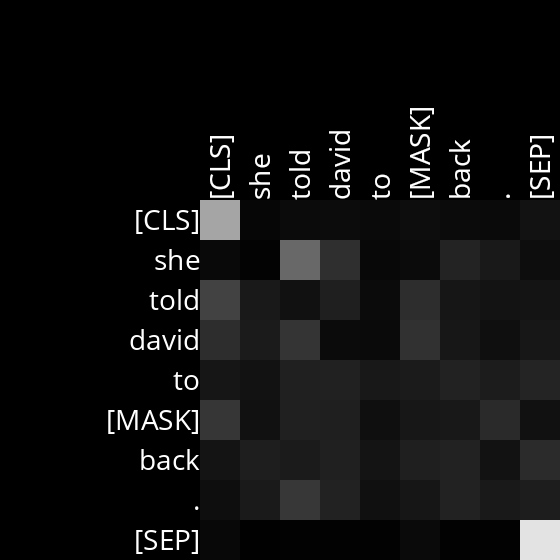 [CLS]
she
told
david
to
[MASK]
back
.
[SEP]
[CLS]
she
told
david
to
[MASK]
back
.
[SEP]